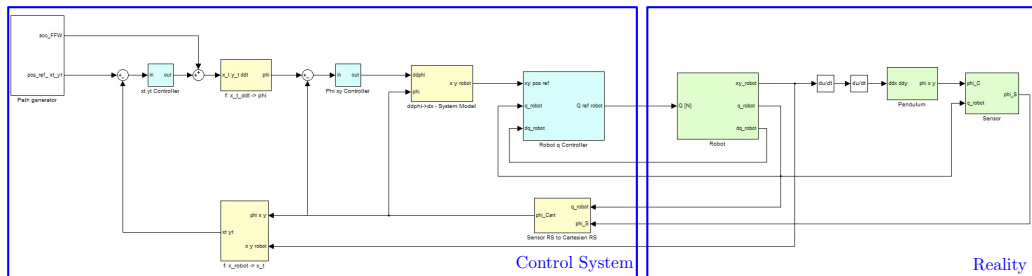 acc_FFW
pos_ref_ xt_yt
Path generator
in out
xt yt Controller
x_t y_t ddt phi
f: x_t_ddt -> phi
in out
Phi xy Controller
ddphi
x y robot
phi
ddphi->dx - System Model
xy pos ref
q_robot
Q ref robot
dq_robot
Robot q Controller
Q [N]
xy_robot
q_robot
dq_robot
Robot
du/dt
du/dt
ddx ddy phi x y
Pendulum
phi_C
phi_S
q_robot
Sensor
phi x y
xt yt
x y robot
f: x_robot -> x_t
q_robot
phi_Cart
phi_S
Sensor RS to Cartesian RS
Control System
Reality